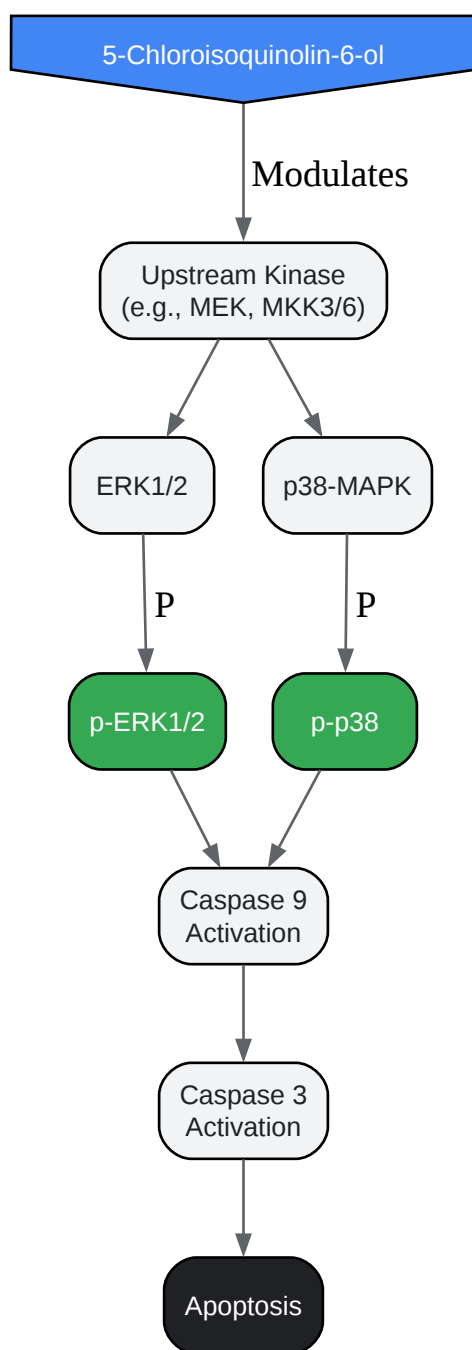 5-Chloroisoquinolin-6-ol
Modulates
Upstream Kinase
(e.g., MEK, MKK3/6)
ERK1/2
p38-MAPK
P
P
p-ERK1/2
p-p38
Caspase 9
Activation
Caspase 3
Activation
Apoptosis